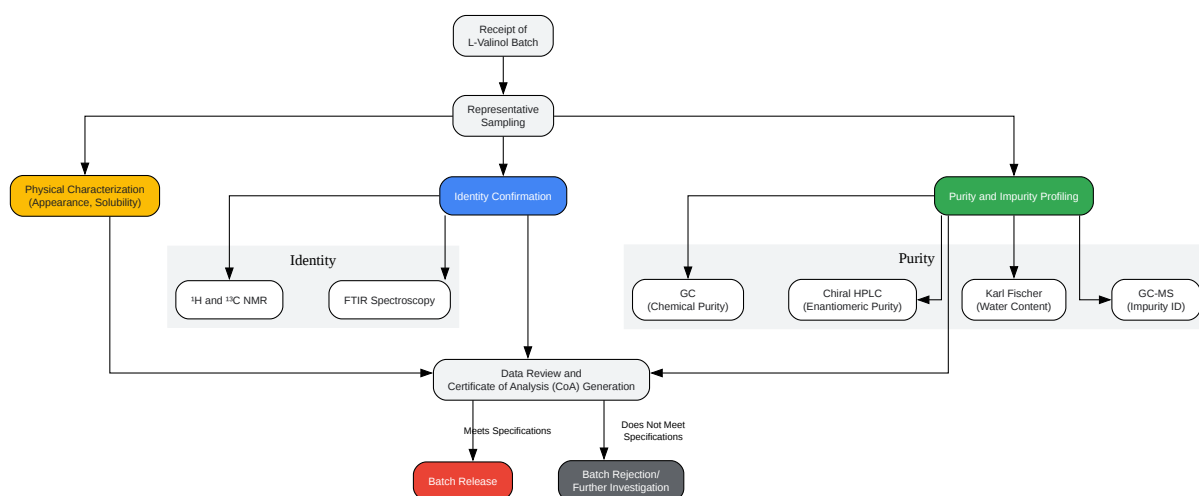 Receipt of
L-Valinol Batch
Representative
Sampling
Physical Characterization
(Appearance, Solubility)
Identity Confirmation
Purity and Impurity Profiling
Identity
Purity
¹H and ¹³C NMR
FTIR Spectroscopy
GC
(Chemical Purity)
Chiral HPLC
(Enantiomeric Purity)
Karl Fischer
(Water Content)
GC-MS
(Impurity ID)
Data Review and
Certificate of Analysis (CoA) Generation
Meets Specifications
Does Not Meet
Specifications
Batch Release
Batch Rejection/
Further Investigation